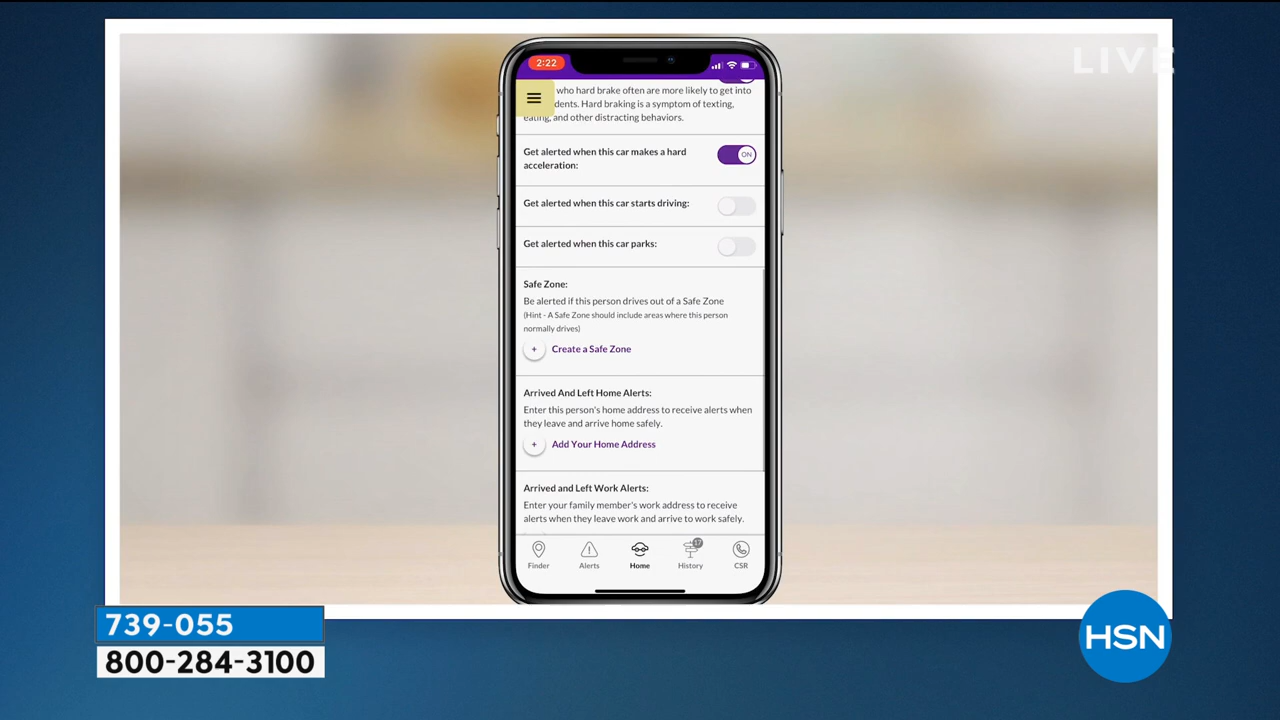 LIVE
2:22
who hard brake often are more likely to get into
dents. Hard braking is a symptom of texting,
eating, and other distracting behaviors.
Get alerted when this car makes a hard
acceleration:
ON
Get alerted when this car starts driving:
Get alerted when this car parks:
Safe Zone:
Be alerted if this person drives out of a Safe Zone
(Hint - A Safe Zone should include areas where this person
normally drives)
+ Create a Safe Zone
Arrived And Left Home Alerts:
Enter this person's home address to receive alerts when
they leave and arrive home safely.
+ Add Your Home Address
Arrived and Left Work Alerts:
Enter your family member's work address to receive
alerts when they leave work and arrive to work safely.
17
Finder Alerts Home History CSR
739-055
800-284-3100
HSN